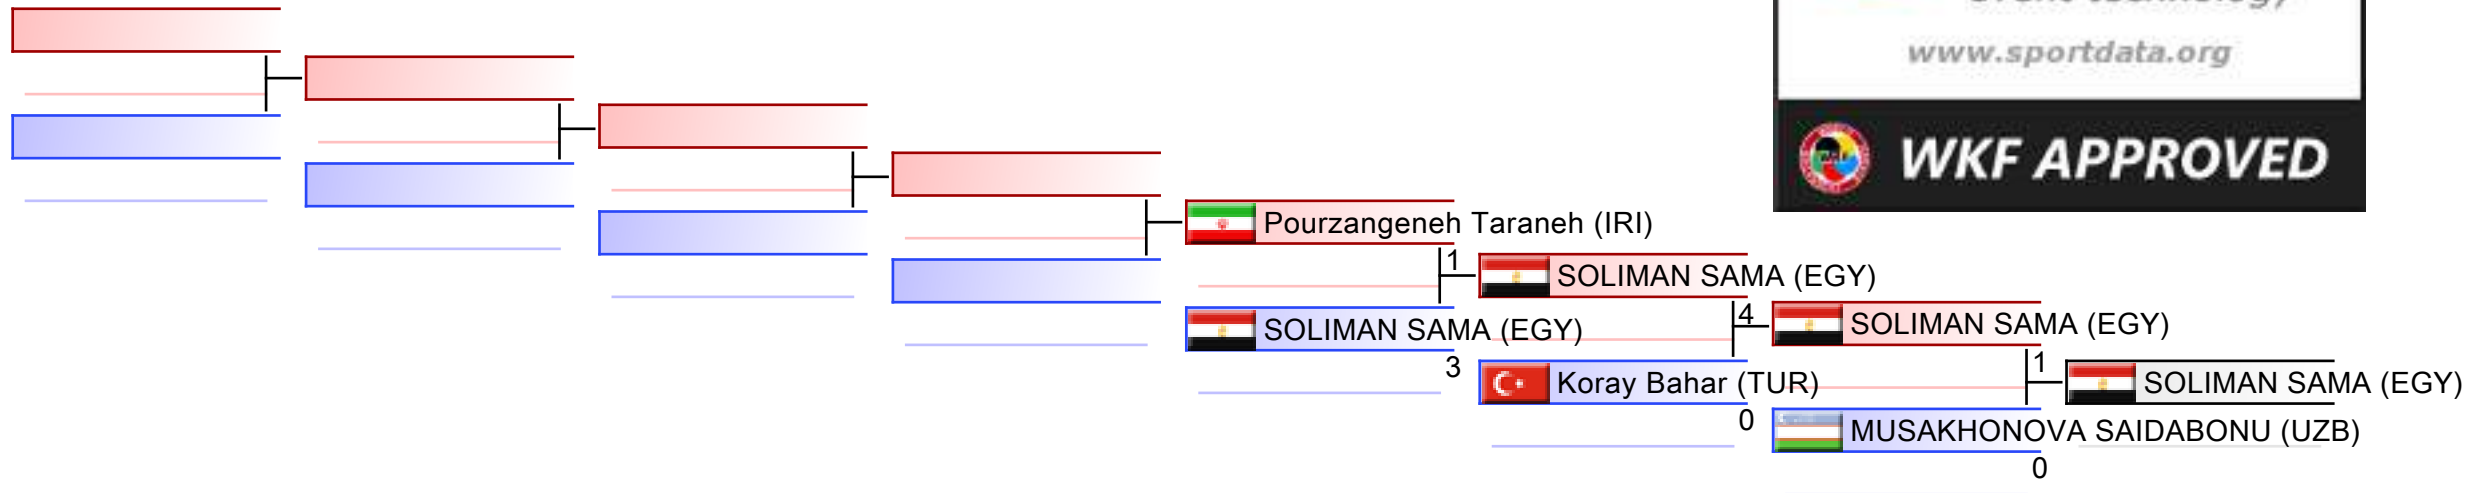 www.sportdata.org
WKF APPROVED
Pourzangeneh Taraneh (IRI)
1
SOLIMAN SAMA (EGY)
SOLIMAN SAMA (EGY)
3
4
SOLIMAN SAMA (EGY)
Koray Bahar (TUR)
0
1
SOLIMAN SAMA (EGY)
MUSAKHONOVA SAIDABONU (UZB)
0